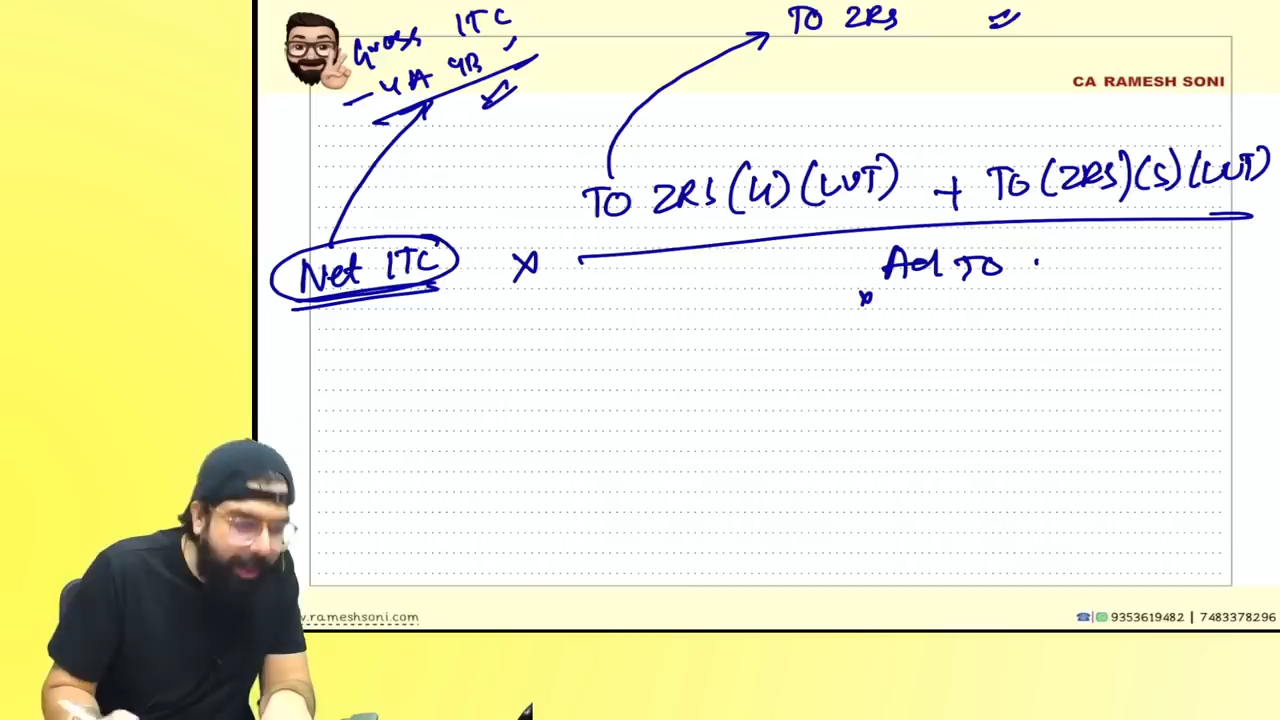 Gross ITC
- 4A 4B
TO ZRS
CA RAMESH SONI
TO ZRS (G) (LUT) + TO (ZRS) (S) (LUT)
Net ITC ×
Ad TO
.rameshsoni.com
9353619482 | 7483378296